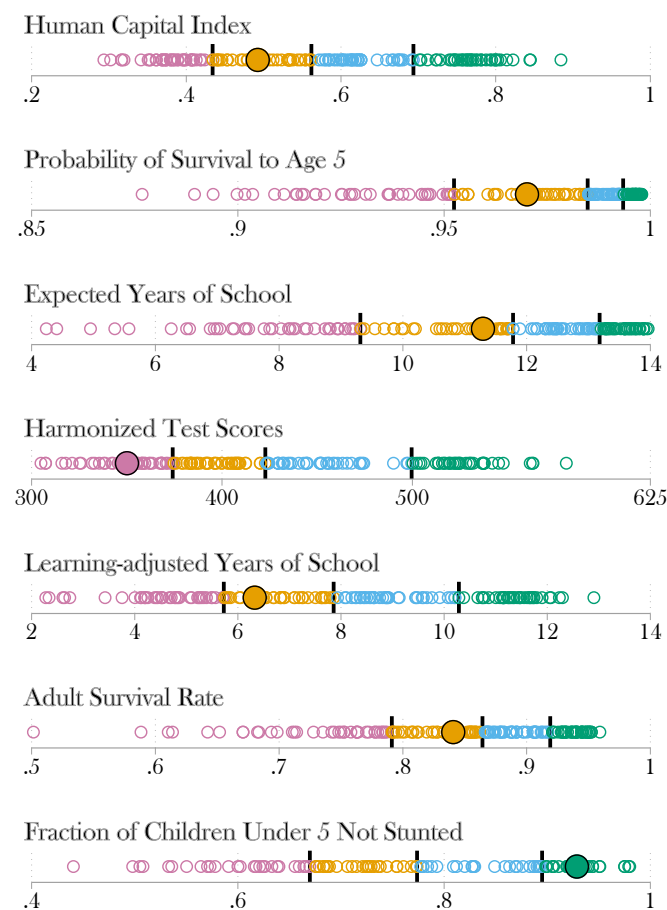 Human Capital Index
.2 .4 .6 .8 1
Probability of Survival to Age 5
.85 .9 .95 1
Expected Years of School
4 6 8 10 12 14
Harmonized Test Scores
300 400 500 625
Learning-adjusted Years of School
2 4 6 8 10 12 14
Adult Survival Rate
.5 .6 .7 .8 .9 1
Fraction of Children Under 5 Not Stunted
.4 .6 .8 1